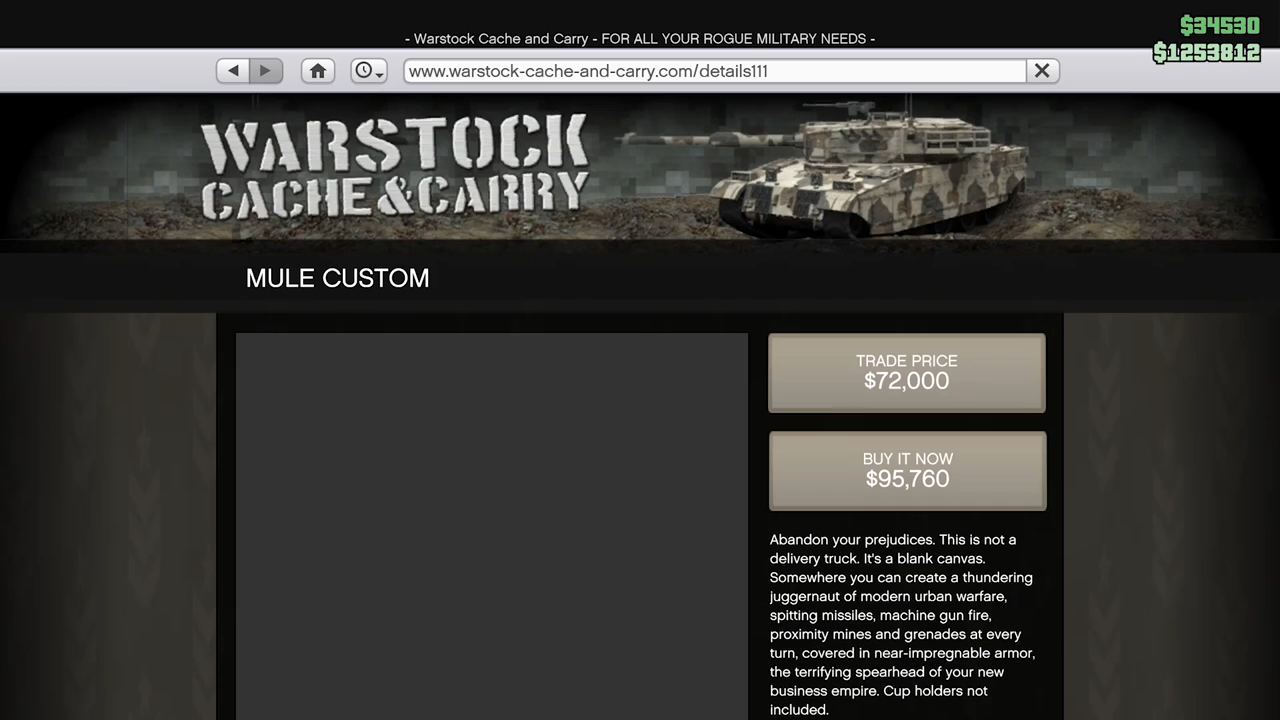 - Warstock Cache and Carry - FOR ALL YOUR ROGUE MILITARY NEEDS -
$34530
$1253812
www.warstock-cache-and-carry.com/details111
WARSTOCK
CACHE & CARRY
MULE CUSTOM
TRADE PRICE
$72,000
BUY IT NOW
$95,760
Abandon your prejudices. This is not a
delivery truck. It's a blank canvas.
Somewhere you can create a thundering
juggernaut of modern urban warfare,
spitting missiles, machine gun fire,
proximity mines and grenades at every
turn, covered in near-impregnable armor,
the terrifying spearhead of your new
business empire. Cup holders not
included.